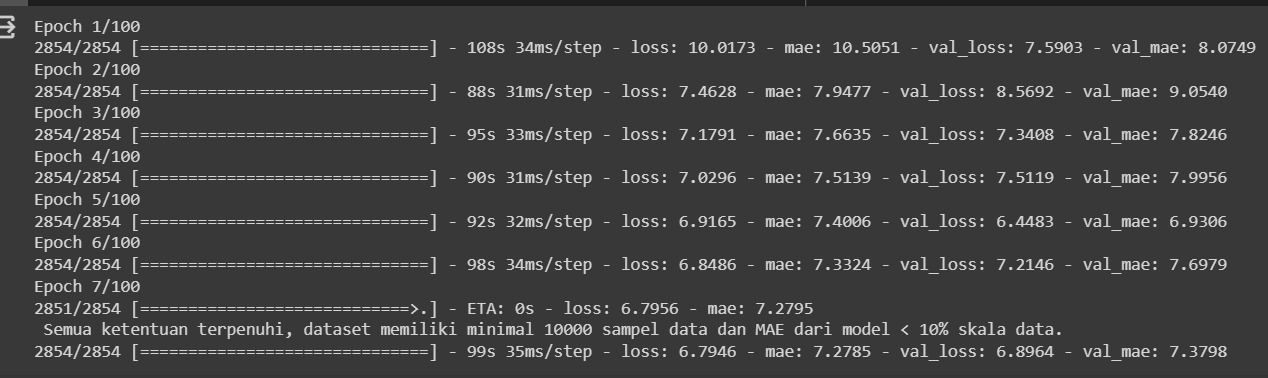 Epoch 1/100
2854/2854 [==============================] - 108s 34ms/step - loss: 10.0173 - mae: 10.5051 - val_loss: 7.5903 - val_mae: 8.0749
Epoch 2/100
2854/2854 [==============================] - 88s 31ms/step - loss: 7.4628 - mae: 7.9477 - val_loss: 8.5692 - val_mae: 9.0540
Epoch 3/100
2854/2854 [==============================] - 95s 33ms/step - loss: 7.1791 - mae: 7.6635 - val_loss: 7.3408 - val_mae: 7.8246
Epoch 4/100
2854/2854 [==============================] - 90s 31ms/step - loss: 7.0296 - mae: 7.5139 - val_loss: 7.5119 - val_mae: 7.9956
Epoch 5/100
2854/2854 [==============================] - 92s 32ms/step - loss: 6.9165 - mae: 7.4006 - val_loss: 6.4483 - val_mae: 6.9306
Epoch 6/100
2854/2854 [==============================] - 98s 34ms/step - loss: 6.8486 - mae: 7.3324 - val_loss: 7.2146 - val_mae: 7.6979
Epoch 7/100
2851/2854 [============================>.] - ETA: 0s - loss: 6.7956 - mae: 7.2795
Semua ketentuan terpenuhi, dataset memiliki minimal 10000 sampel data dan MAE dari model < 10% skala data.
2854/2854 [==============================] - 99s 35ms/step - loss: 6.7946 - mae: 7.2785 - val_loss: 6.8964 - val_mae: 7.3798